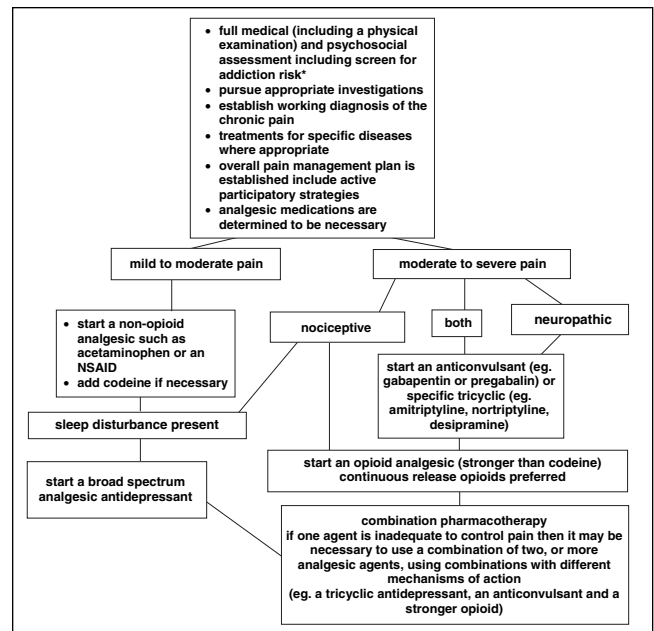 • full medical (including a physical
examination) and psychosocial
assessment including screen for
addiction risk*
• pursue appropriate investigations
• establish working diagnosis of the
chronic pain
• treatments for specific diseases
where appropriate
• overall pain management plan is
established include active
participatory strategies
• analgesic medications are
determined to be necessary
mild to moderate pain
moderate to severe pain
• start a non-opioid
analgesic such as
acetaminophen or an
NSAID
• add codeine if necessary
nociceptive
both
neuropathic
start an anticonvulsant (eg.
gabapentin or pregabalin) or
specific tricyclic (eg.
amitriptyline, nortriptyline,
desipramine)
sleep disturbance present
start a broad spectrum
analgesic antidepressant
start an opioid analgesic (stronger than codeine)
continuous release opioids preferred
combination pharmacotherapy
if one agent is inadequate to control pain then it may be
necessary to use a combination of two, or more
analgesic agents, using combinations with different
mechanisms of action
(eg. a tricyclic antidepressant, an anticonvulsant and a
stronger opioid)